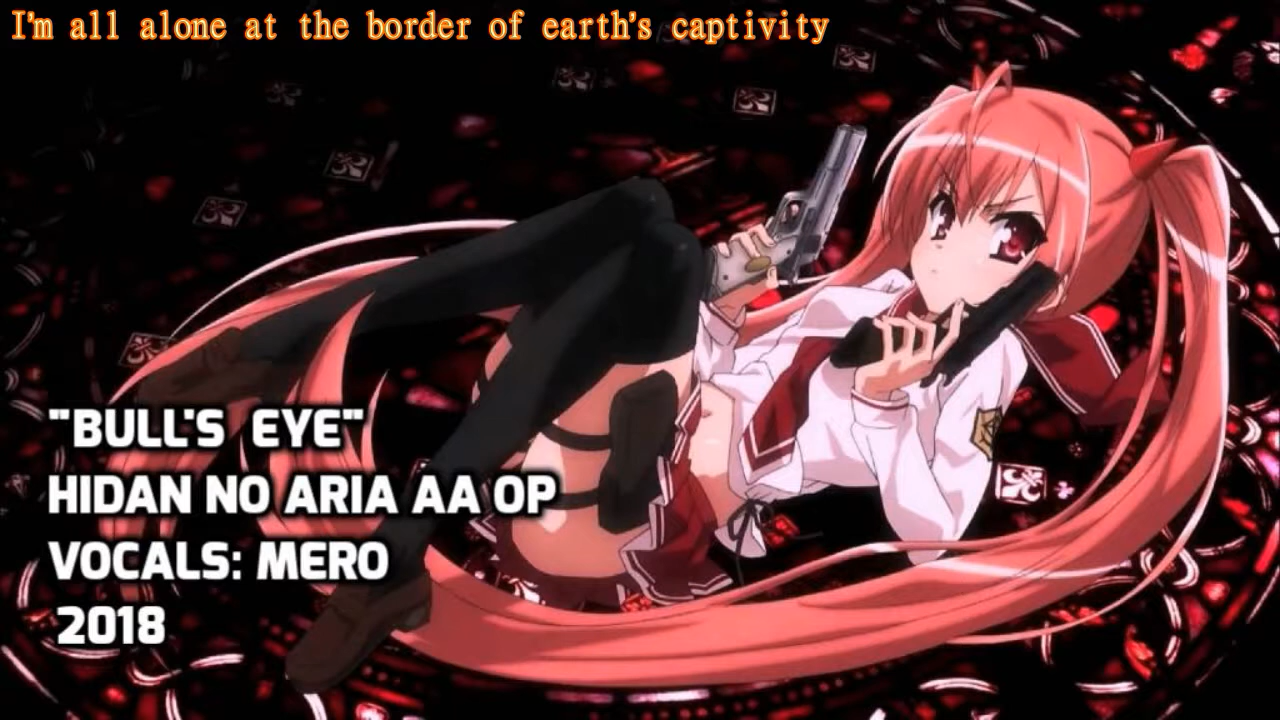 I'm all alone at the border of earth's captivity
"BULL'S EYE"
HIDAN NO ARIA AA OP
VOCALS: MERO
2018